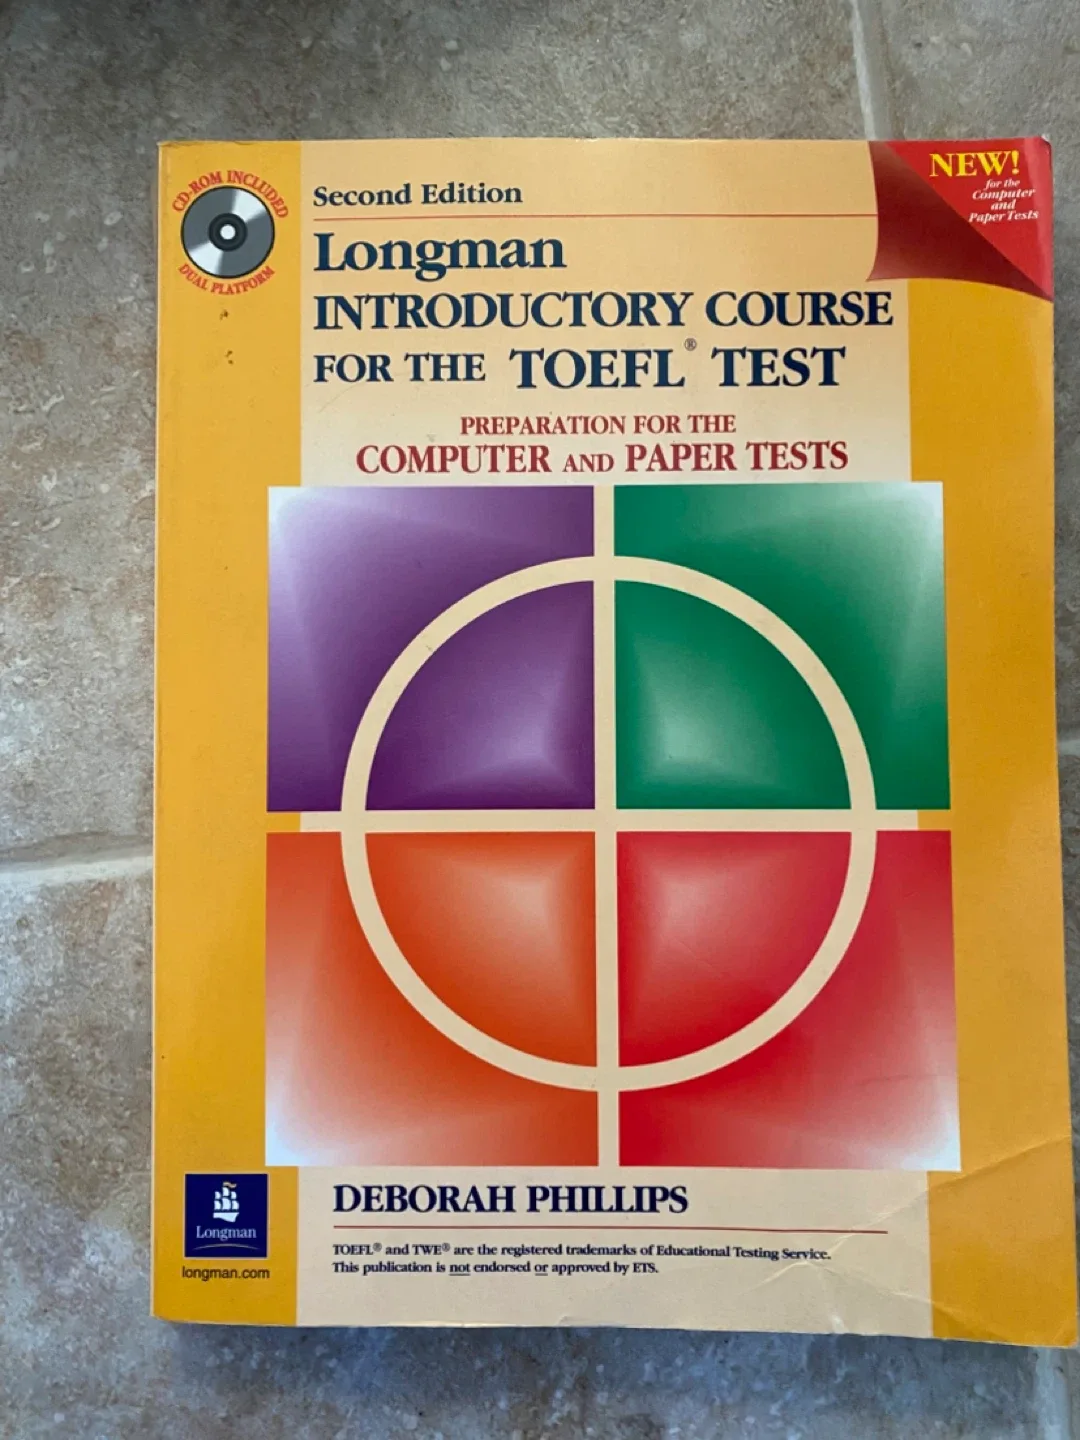 CD-ROM INCLUDED
DUAL PLATFORM
Second Edition
NEW!
for the
Computer
and
Paper Tests
Longman
INTRODUCTORY COURSE
FOR THE TOEFL® TEST
PREPARATION FOR THE
COMPUTER AND PAPER TESTS
DEBORAH PHILLIPS
Longman
longman.com
TOEFL® and TWE® are the registered trademarks of Educational Testing Service.
This publication is not endorsed or approved by ETS.